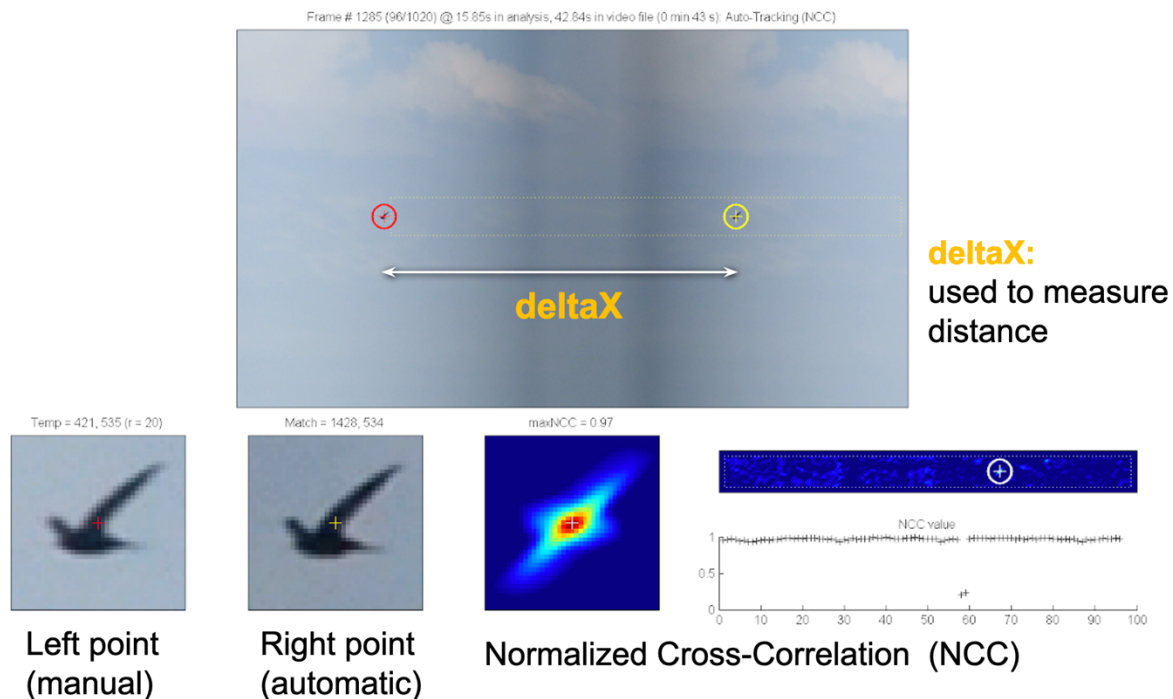 Frame # 1285 (96/1020) @ 15.85s in analysis, 42.84s in video file (0 min 43 s): Auto-Tracking (NCC)
deltaX
deltaX:
used to measure
distance
Temp = 421, 535 (r = 20)
Match = 1428, 534
maxNCC = 0.97
NCC value
1
0.5
0
0 10 20 30 40 50 60 70 80 90 100
Left point
(manual)
Right point
(automatic)
Normalized Cross-Correlation (NCC)